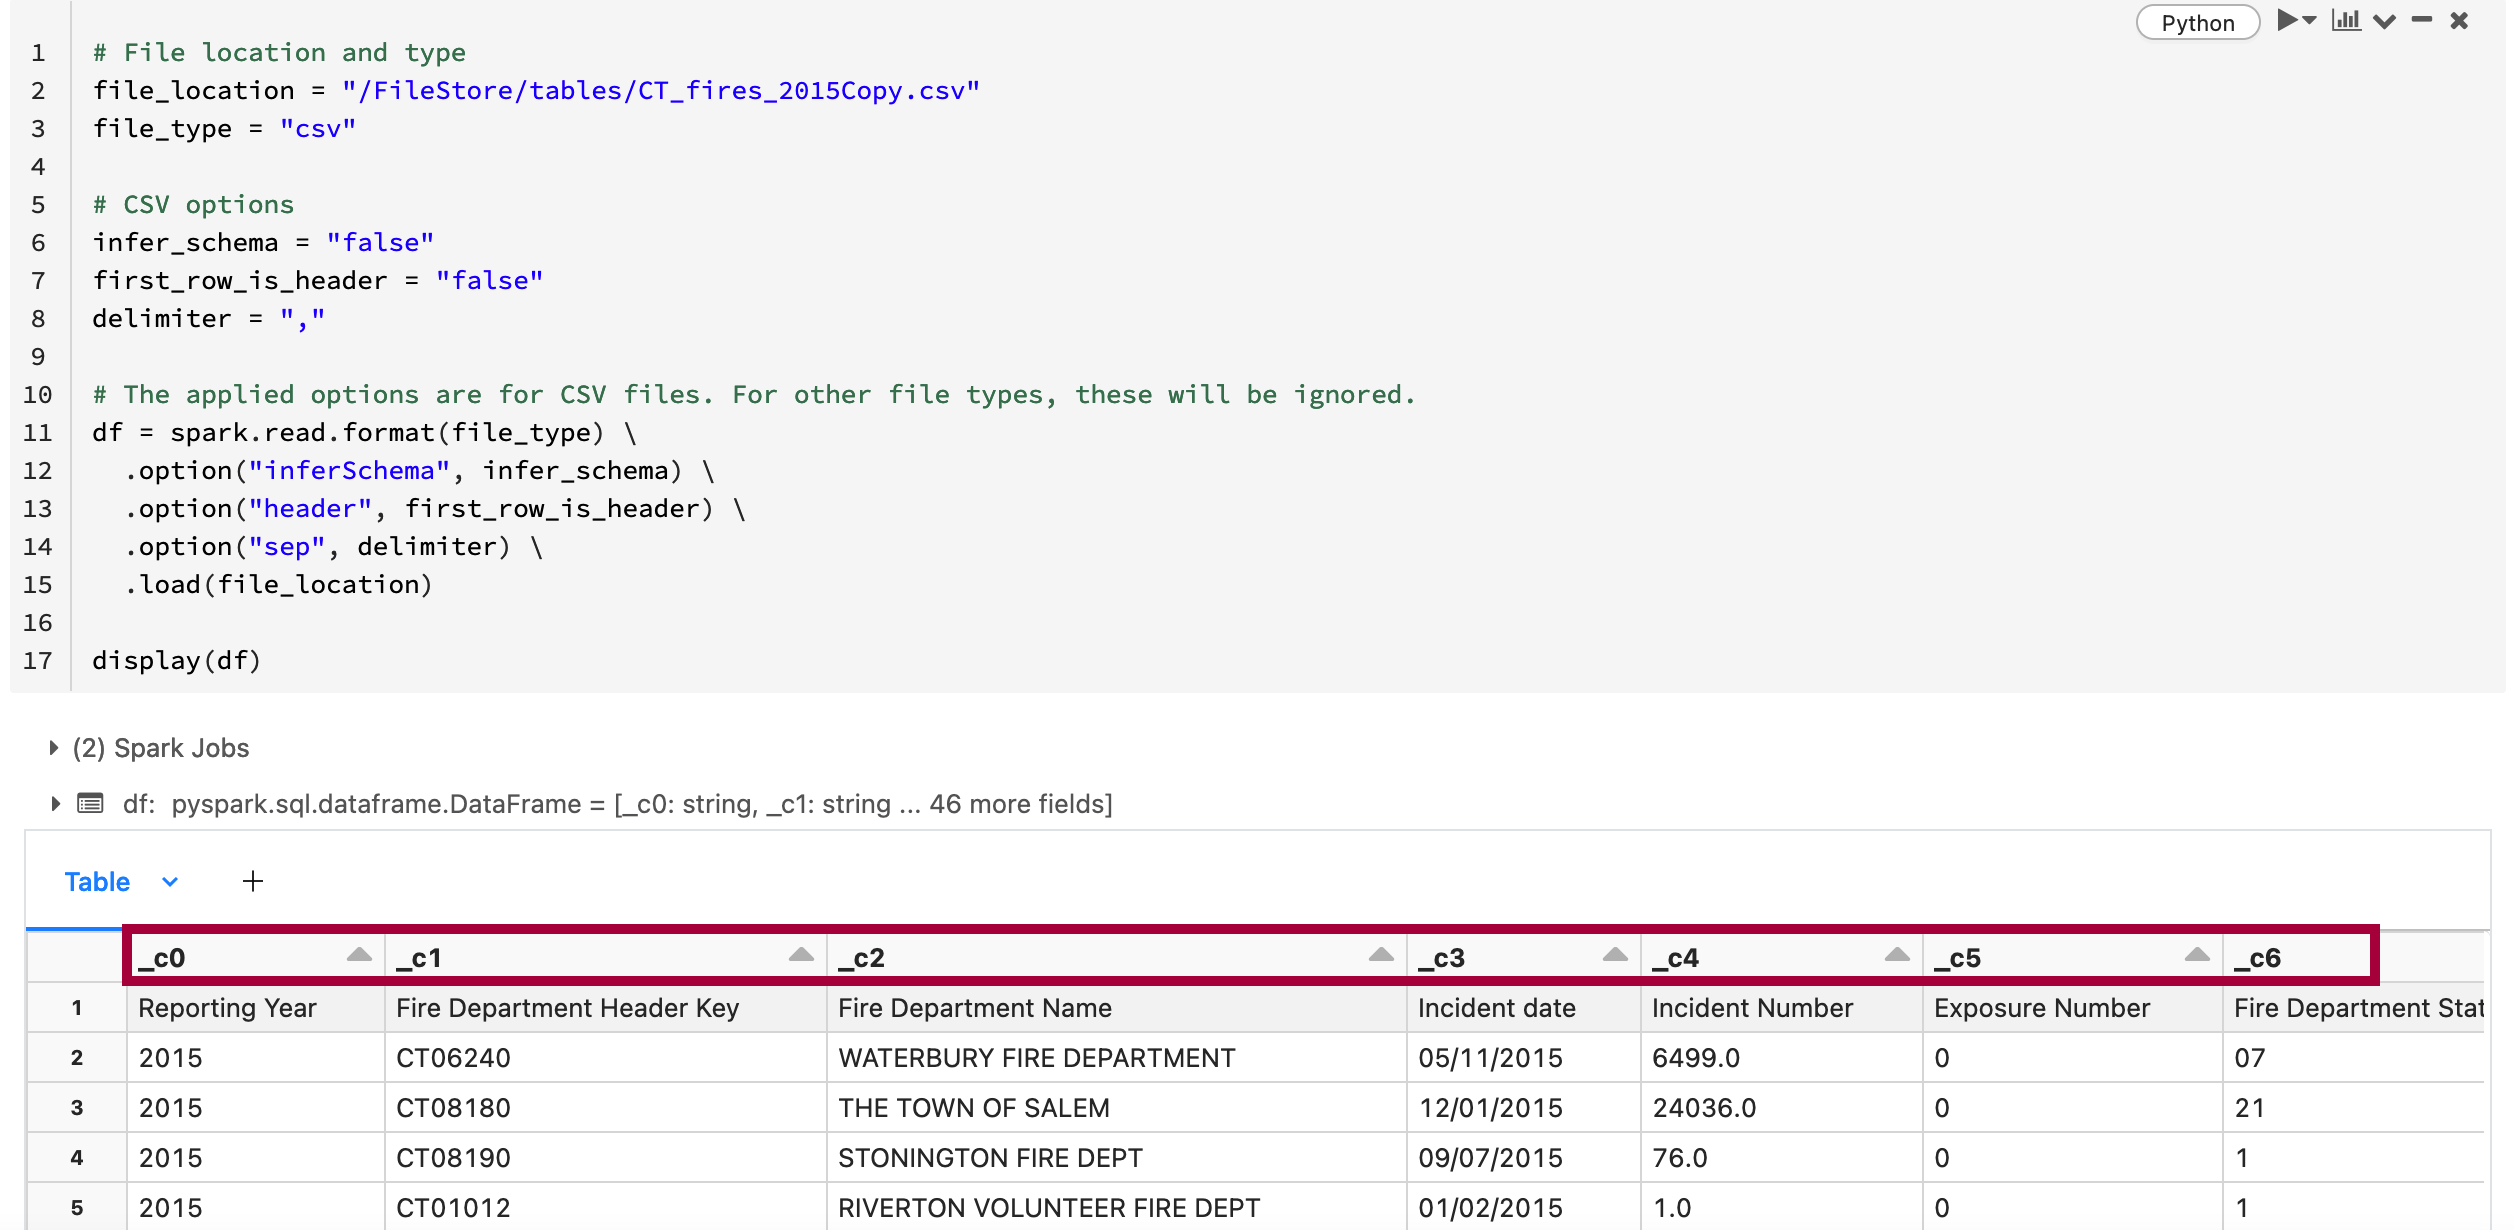 Python
1 # File location and type
2 file_location = "/FileStore/tables/CT_fires_2015Copy.csv"
3 file_type = "csv"
4
5 # CSV options
6 infer_schema = "false"
7 first_row_is_header = "false"
8 delimiter = ","
9
10 # The applied options are for CSV files. For other file types, these will be ignored.
11 df = spark.read.format(file_type) \
12   .option("inferSchema", infer_schema) \
13   .option("header", first_row_is_header) \
14   .option("sep", delimiter) \
15   .load(file_location)
16
17 display(df)
(2) Spark Jobs
df: pyspark.sql.dataframe.DataFrame = [_c0: string, _c1: string ... 46 more fields]
Table +
_c0 _c1 _c2 _c3 _c4 _c5 _c6
1 Reporting Year Fire Department Header Key Fire Department Name Incident date Incident Number Exposure Number Fire Department Stat
2 2015 CT06240 WATERBURY FIRE DEPARTMENT 05/11/2015 6499.0 0 07
3 2015 CT08180 THE TOWN OF SALEM 12/01/2015 24036.0 0 21
4 2015 CT08190 STONINGTON FIRE DEPT 09/07/2015 76.0 0 1
5 2015 CT01012 RIVERTON VOLUNTEER FIRE DEPT 01/02/2015 1.0 0 1